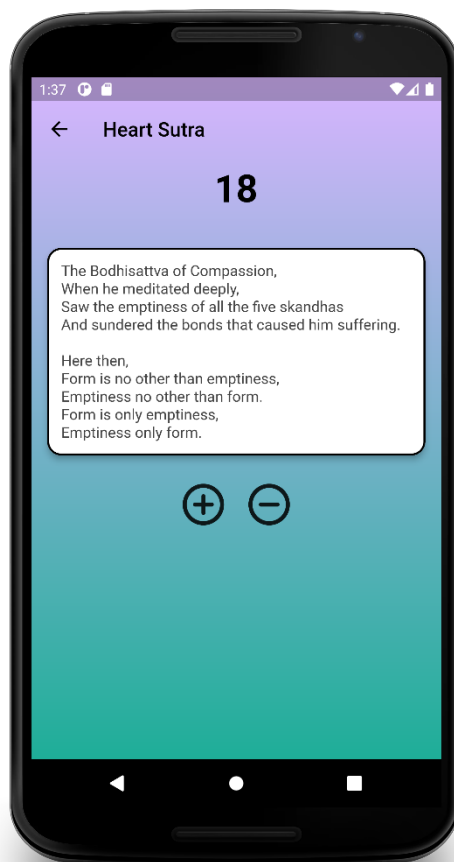 1:37
Heart Sutra
18
The Bodhisattva of Compassion,
When he meditated deeply,
Saw the emptiness of all the five skandhas
And sundered the bonds that caused him suffering.
Here then,
Form is no other than emptiness,
Emptiness no other than form.
Form is only emptiness,
Emptiness only form.